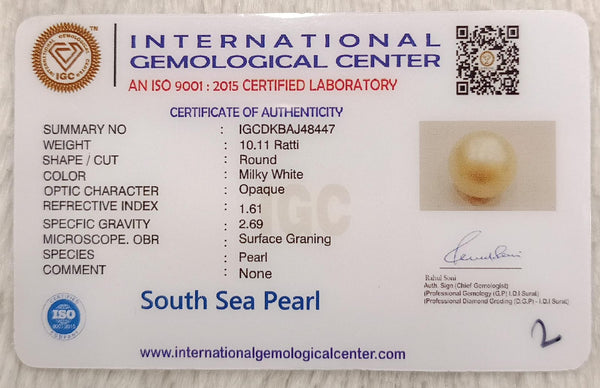 INTERNATIONAL
GEMOLOGICAL CENTER
AN ISO 9001 : 2015 CERTIFIED LABORATORY
IGC
CERTIFICATE OF AUTHENTICITY
SUMMARY NO : IGCDKBAJ48447
WEIGHT : 10.11 Ratti
SHAPE / CUT : Round
COLOR : Milky White
OPTIC CHARACTER : Opaque
REFRECTIVE INDEX : 1.61
SPECFIC GRAVITY : 2.69
MICROSCOPE. OBR : Surface Graning
SPECIES : Pearl
COMMENT : None
IGC
Rahul Soni
Auth. Sign (Chief Gemologist)
(Professional Gemology (G.P) I.D.I Surat)
(Professional Diamond Grading (D.G.P) - I.D.I Surat)
ISO
South Sea Pearl
2
www.internationalgemologicalcenter.com